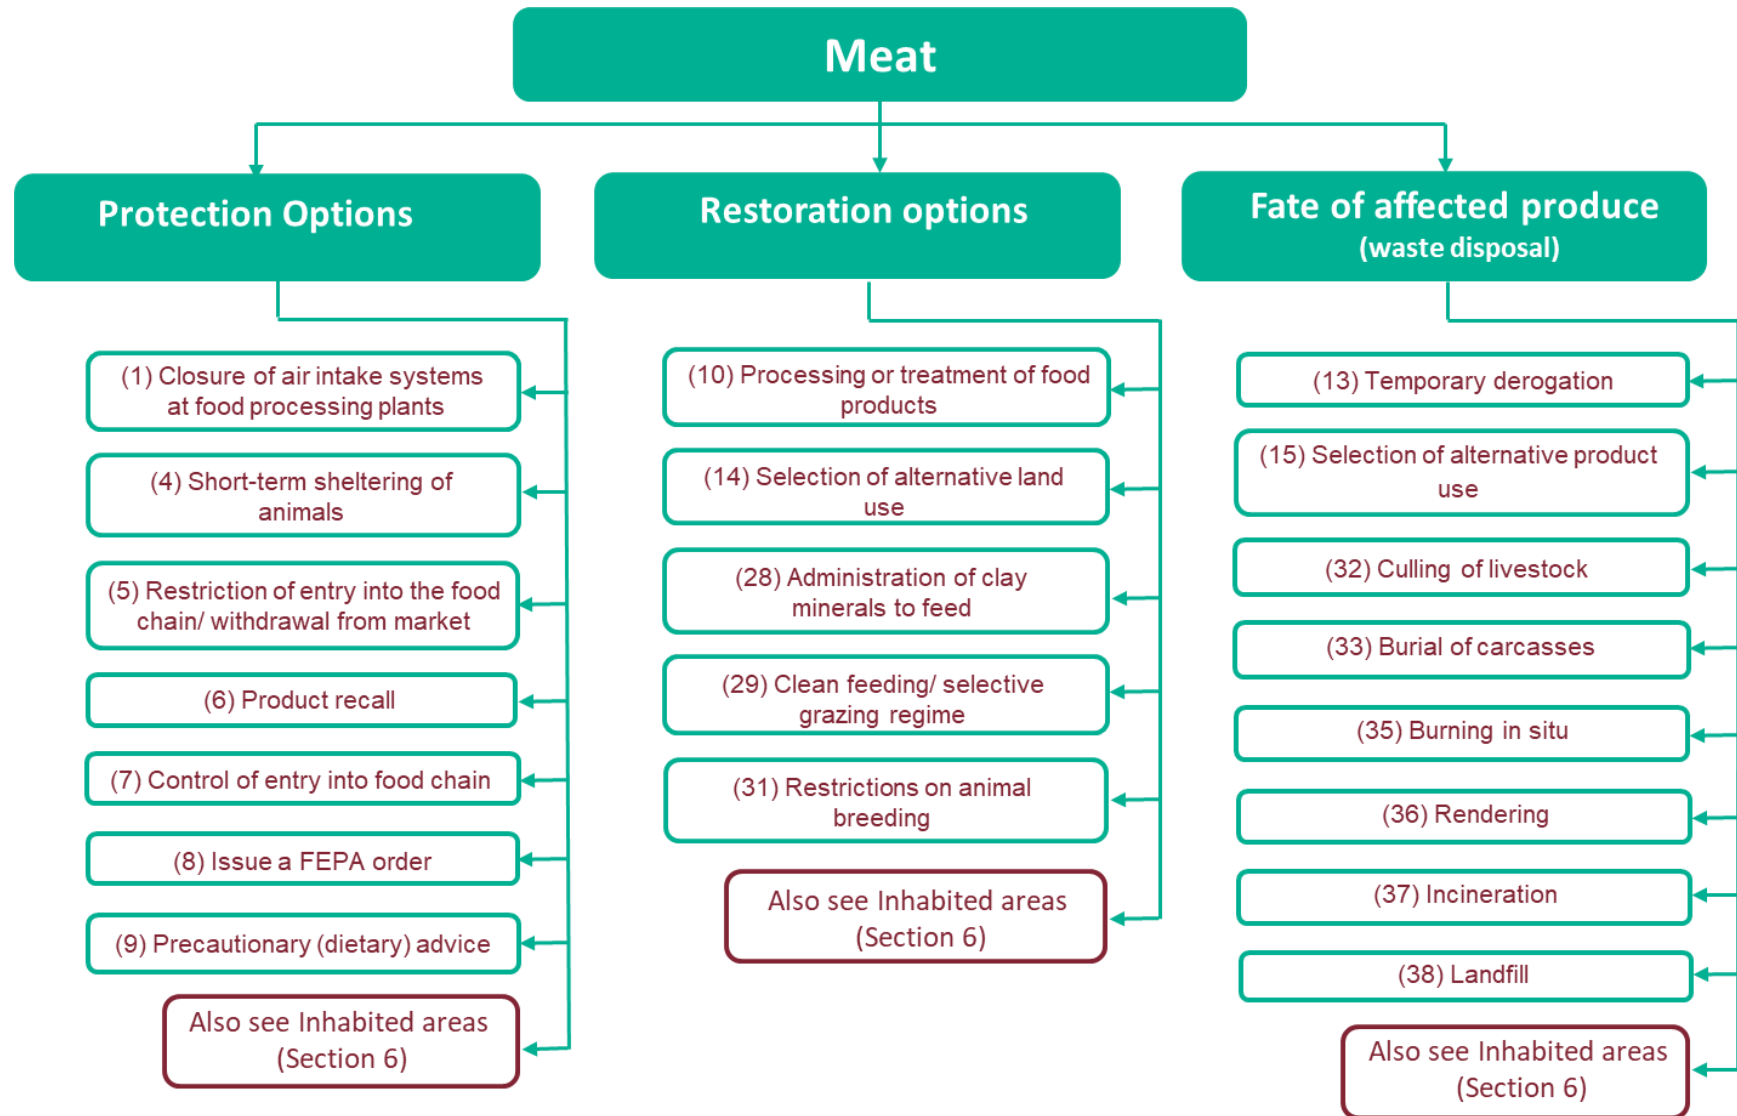 Meat
Protection Options
(1) Closure of air intake systems
at food processing plants
(4) Short-term sheltering of
animals
(5) Restriction of entry into the food
chain/ withdrawal from market
(6) Product recall
(7) Control of entry into food chain
(8) Issue a FEPA order
(9) Precautionary (dietary) advice
Also see Inhabited areas
(Section 6)
Restoration options
(10) Processing or treatment of food
products
(14) Selection of alternative land
use
(28) Administration of clay
minerals to feed
(29) Clean feeding/ selective
grazing regime
(31) Restrictions on animal
breeding
Also see Inhabited areas
(Section 6)
Fate of affected produce
(waste disposal)
(13) Temporary derogation
(15) Selection of alternative product
use
(32) Culling of livestock
(33) Burial of carcasses
(35) Burning in situ
(36) Rendering
(37) Incineration
(38) Landfill
Also see Inhabited areas
(Section 6)